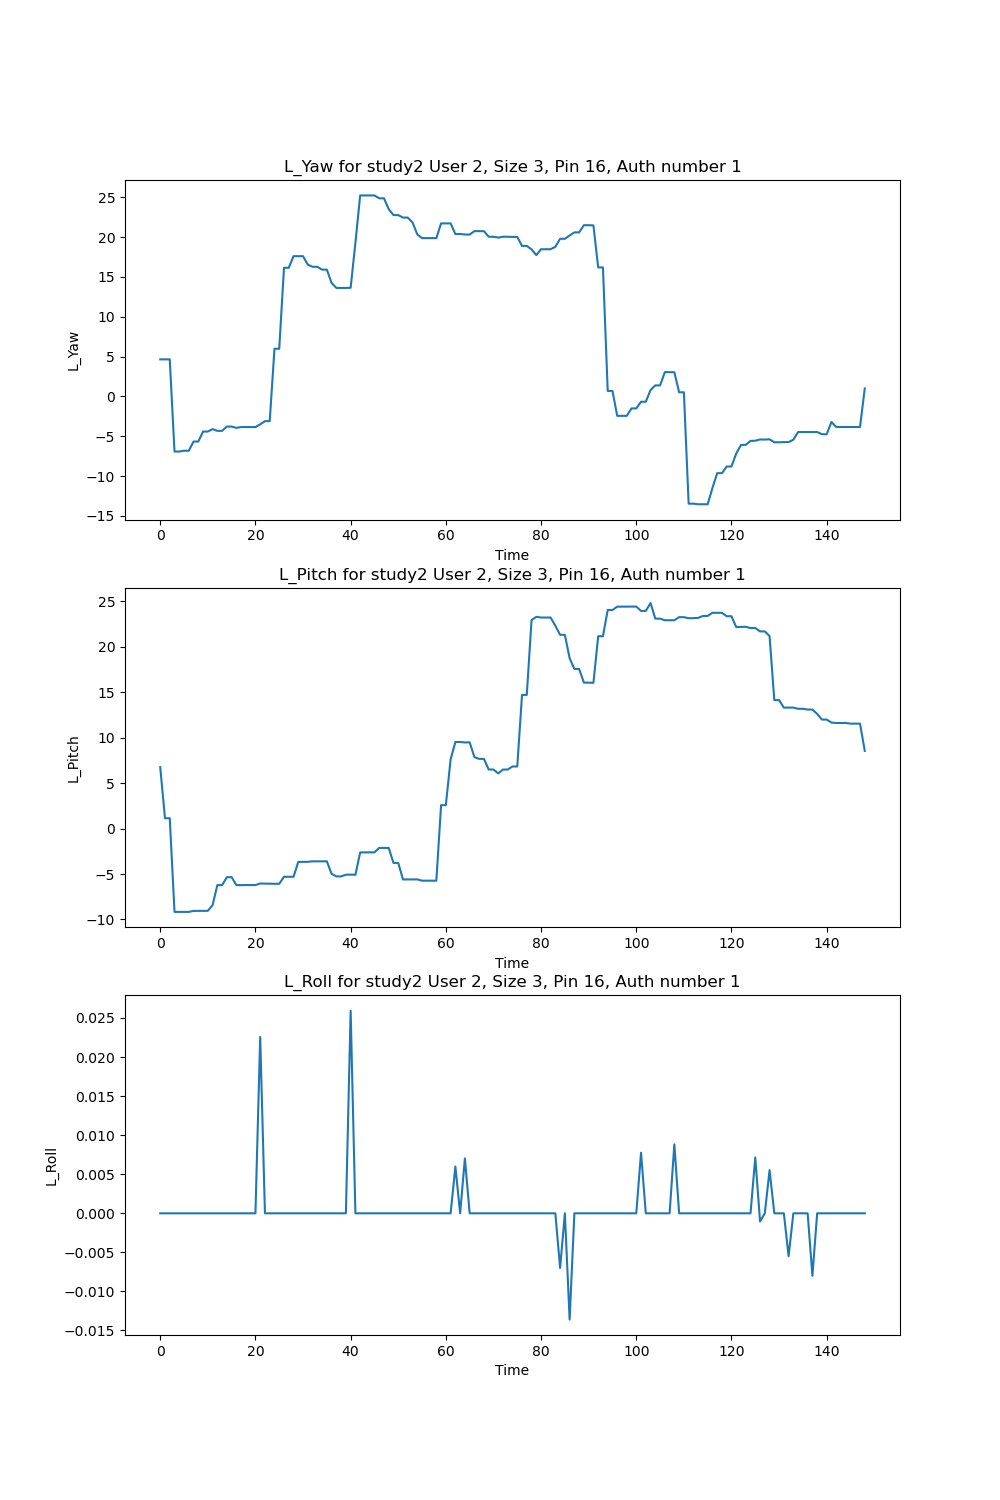 L_Yaw for study2 User 2, Size 3, Pin 16, Auth number 1
25
20
15
10
5
0
−5
−10
−15
L_Yaw
0 20 40 60 80 100 120 140
Time
L_Pitch for study2 User 2, Size 3, Pin 16, Auth number 1
25
20
15
10
5
0
−5
−10
L_Pitch
0 20 40 60 80 100 120 140
Time
L_Roll for study2 User 2, Size 3, Pin 16, Auth number 1
0.025
0.020
0.015
0.010
0.005
0.000
−0.005
−0.010
−0.015
L_Roll
0 20 40 60 80 100 120 140
Time